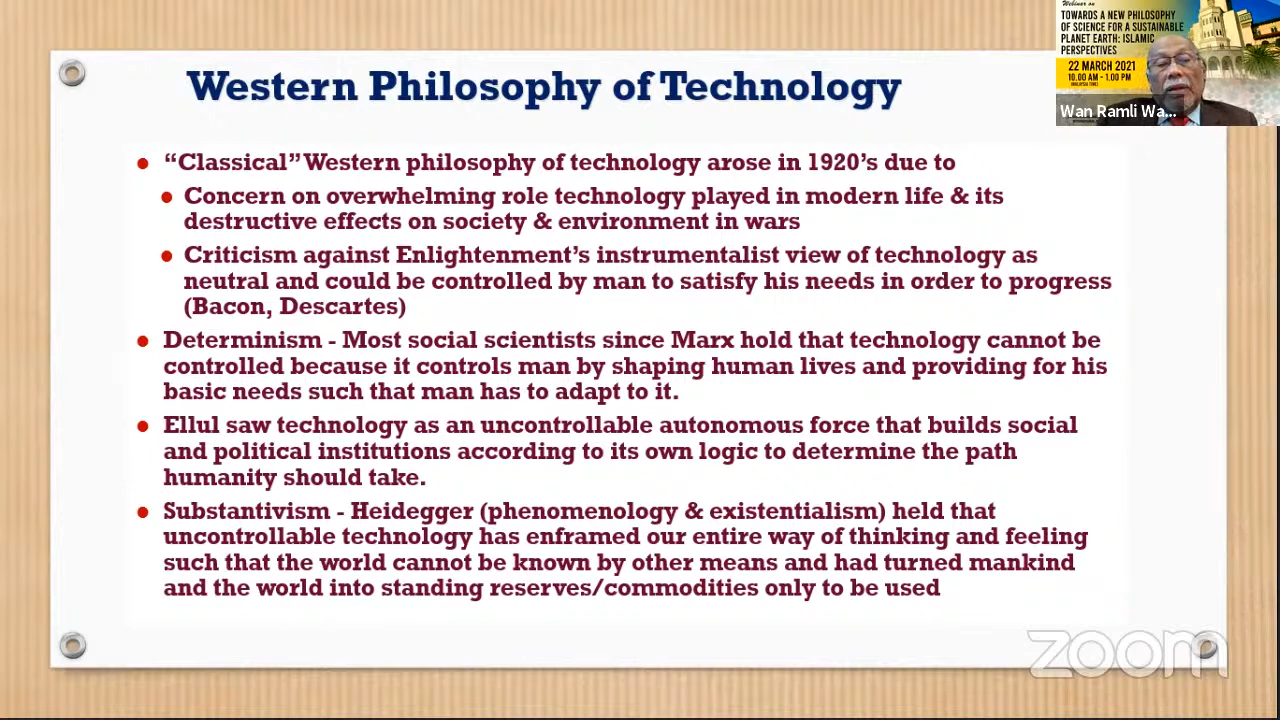 Western Philosophy of Technology
Webinar on
TOWARDS A NEW PHILOSOPHY
OF SCIENCE FOR A SUSTAINABLE
PLANET EARTH: ISLAMIC
PERSPECTIVES
22 MARCH 2021
10.00 AM - 1.00 PM
(MALAYSIA TIME)
Wan Ramli Wa...
• “Classical” Western philosophy of technology arose in 1920’s due to
• Concern on overwhelming role technology played in modern life & its
destructive effects on society & environment in wars
• Criticism against Enlightenment’s instrumentalist view of technology as
neutral and could be controlled by man to satisfy his needs in order to progress
(Bacon, Descartes)
• Determinism - Most social scientists since Marx hold that technology cannot be
controlled because it controls man by shaping human lives and providing for his
basic needs such that man has to adapt to it.
• Ellul saw technology as an uncontrollable autonomous force that builds social
and political institutions according to its own logic to determine the path
humanity should take.
• Substantivism - Heidegger (phenomenology & existentialism) held that
uncontrollable technology has enframed our entire way of thinking and feeling
such that the world cannot be known by other means and had turned mankind
and the world into standing reserves/commodities only to be used
zoom